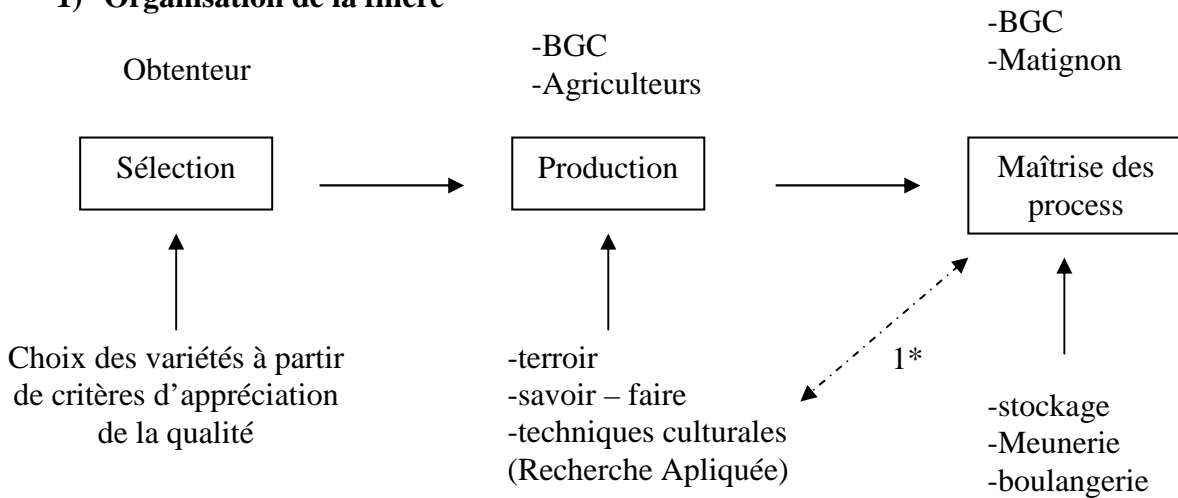 1) Organisation de la filière
Obtenteur
-BGC
-Agriculteurs
-BGC
-Matignon
Sélection
Production
Maîtrise des
process
Choix des variétés à partir
de critères d’appréciation
de la qualité
-terroir
-savoir – faire
-techniques culturales
(Recherche Apliquée)
1*
-stockage
-Meunerie
-boulangerie